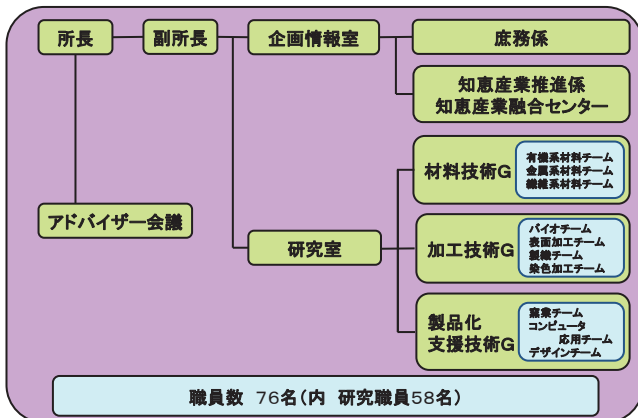 所長
副所長
企画情報室
庶務係
知恵産業推進係
知恵産業融合センター
アドバイザー会議
研究室
材料技術G
有機系材料チーム
金属系材料チーム
繊維系材料チーム
加工技術G
バイオチーム
表面加工チーム
製織チーム
染色加工チーム
製品化
支援技術G
窯業チーム
コンピュータ
応用チーム
デザインチーム
職員数 76名(内 研究職員58名)